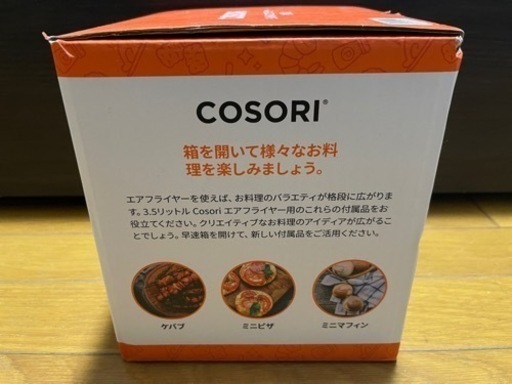 COSORI®
箱を開いて様々なお料
理を楽しみましょう。
エアフライヤーを使えば、お料理のバラエティが格段に広がりま
す。3.5リットル Cosori エアフライヤー用のこれらの付属品をお
役立てください。クリエイティブなお料理のアイディアが広がるこ
とでしょう。早速箱を開けて、新しい付属品をご活用ください。
ケバブ
ミニピザ
ミニマフィン